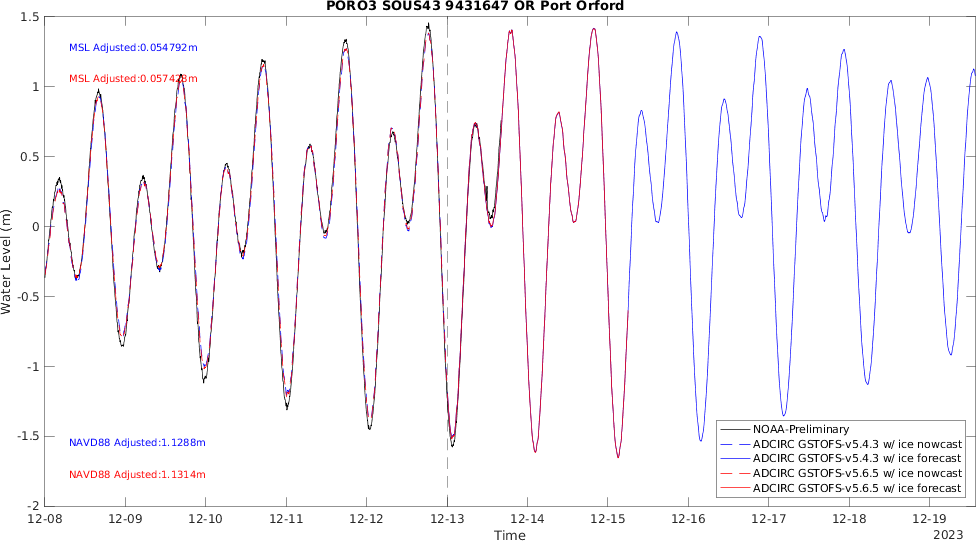 PORO3 SOUS43 9431647 OR Port Orford
1.5
MSL Adjusted:0.054792m
MSL Adjusted:0.057423m
1
0.5
0
-0.5
-1
-1.5
-2
Water Level (m)
NAVD88 Adjusted:1.1288m
NAVD88 Adjusted:1.1314m
NOAA-Preliminary
ADCIRC GSTOFS-v5.4.3 w/ ice nowcast
ADCIRC GSTOFS-v5.4.3 w/ ice forecast
ADCIRC GSTOFS-v5.6.5 w/ ice nowcast
ADCIRC GSTOFS-v5.6.5 w/ ice forecast
12-08 12-09 12-10 12-11 12-12 12-13 12-14 12-15 12-16 12-17 12-18 12-19
2023
Time